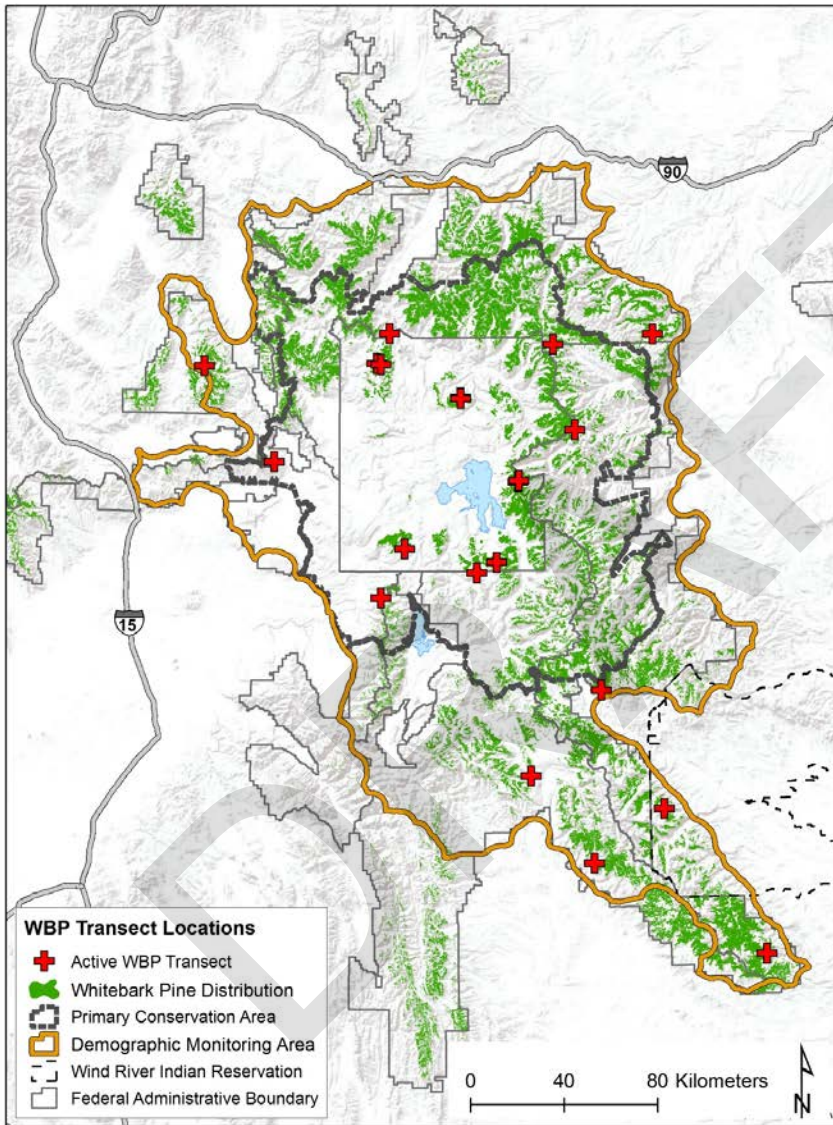 90
15
DRAFT
WBP Transect Locations
Active WBP Transect
Whitebark Pine Distribution
Primary Conservation Area
Demographic Monitoring Area
Wind River Indian Reservation
Federal Administrative Boundary
0 40 80 Kilometers
N